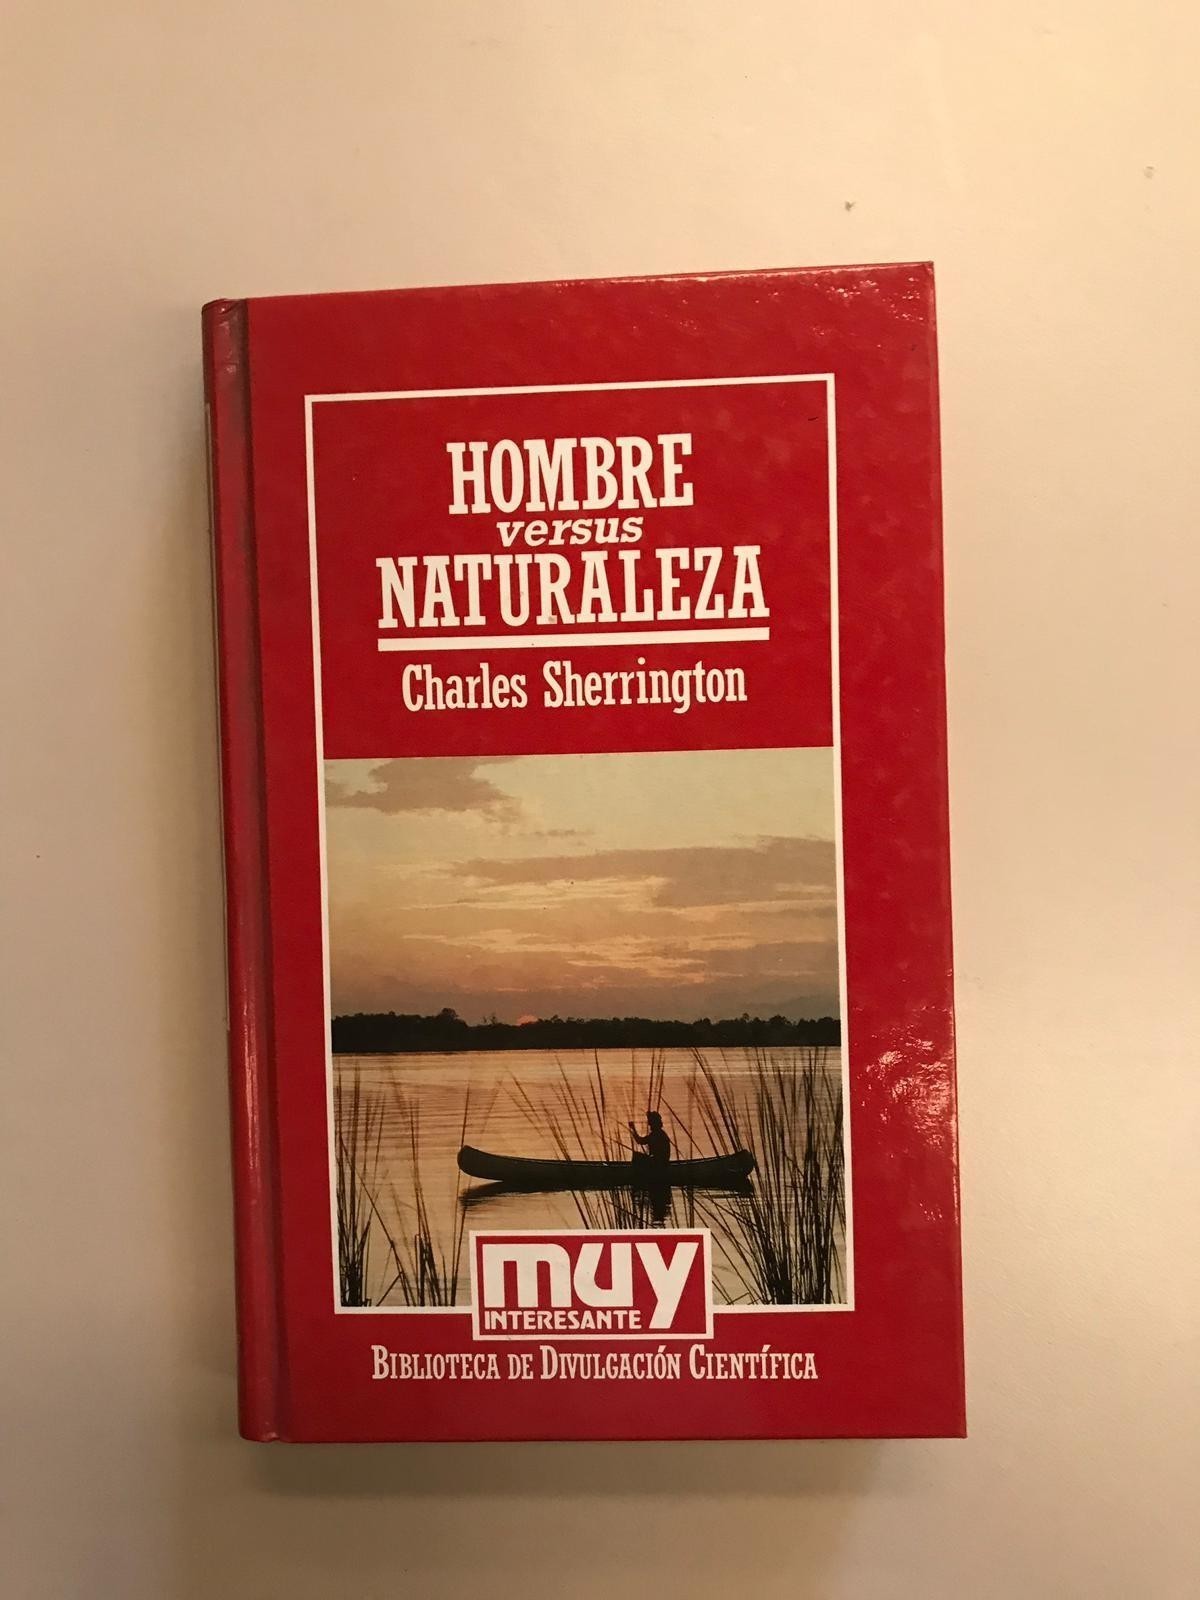 HOMBRE
versus
NATURALEZA
Charles Sherrington
muy
INTERESANTE
BIBLIOTECA DE DIVULGACIÓN CIENTÍFICA